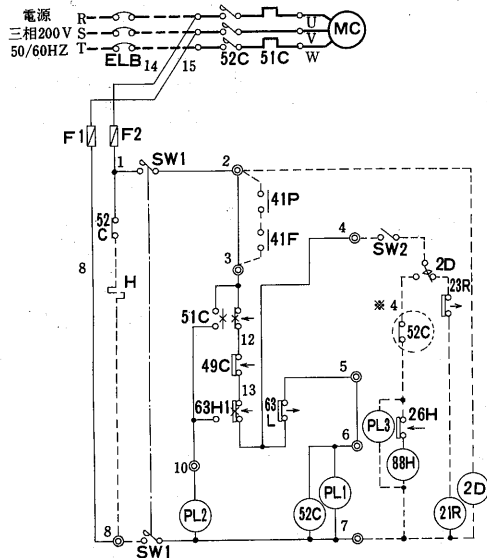 電源
三相200V
50/60HZ
R
S
T
ELB
14
15
52C
51C
U
V
W
MC
F1
F2
1
SW1
2
52
C
41P
41F
4
SW2
2D
23R
3
8
H
51C
12
※4
52C
49C
13
5
63H1
63
L
26H
PL3
6
88H
10
PL2
52C
PL1
21R
2D
8
SW1
7